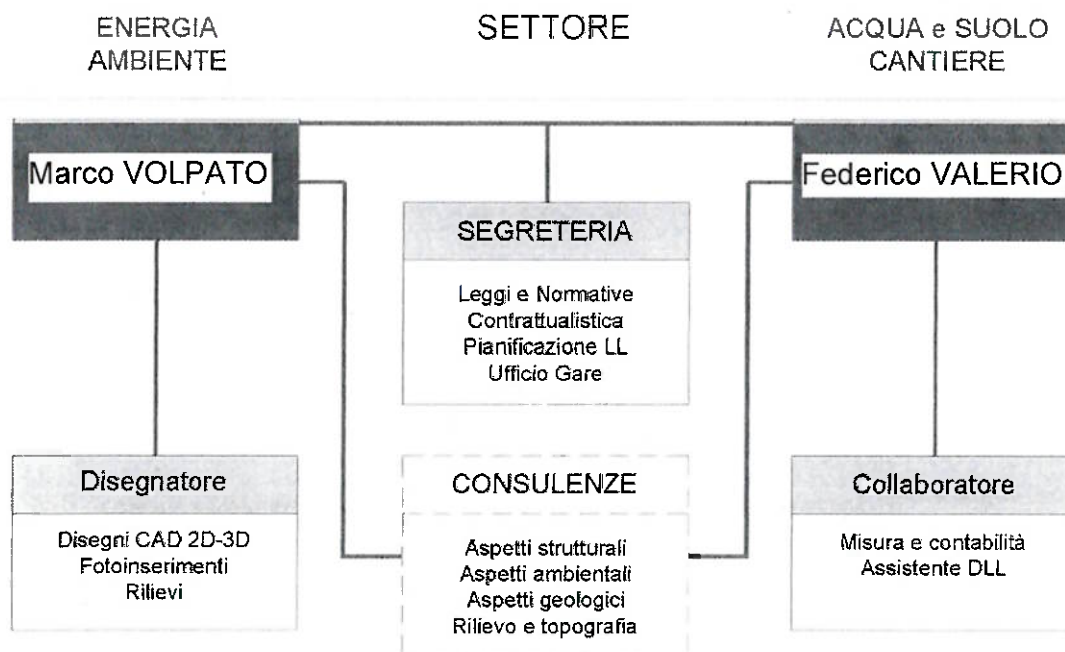 ENERGIA
AMBIENTE
SETTORE
ACQUA e SUOLO
CANTIERE
Marco VOLPATO
Federico VALERIO
SEGRETERIA
Leggi e Normative
Contrattualistica
Pianificazione LL
Ufficio Gare
Disegnatore
Disegni CAD 2D-3D
Fotoinserimenti
Rilievi
CONSULENZE
Aspetti strutturali
Aspetti ambientali
Aspetti geologici
Rilievo e topografia
Collaboratore
Misura e contabilità
Assistente DLL